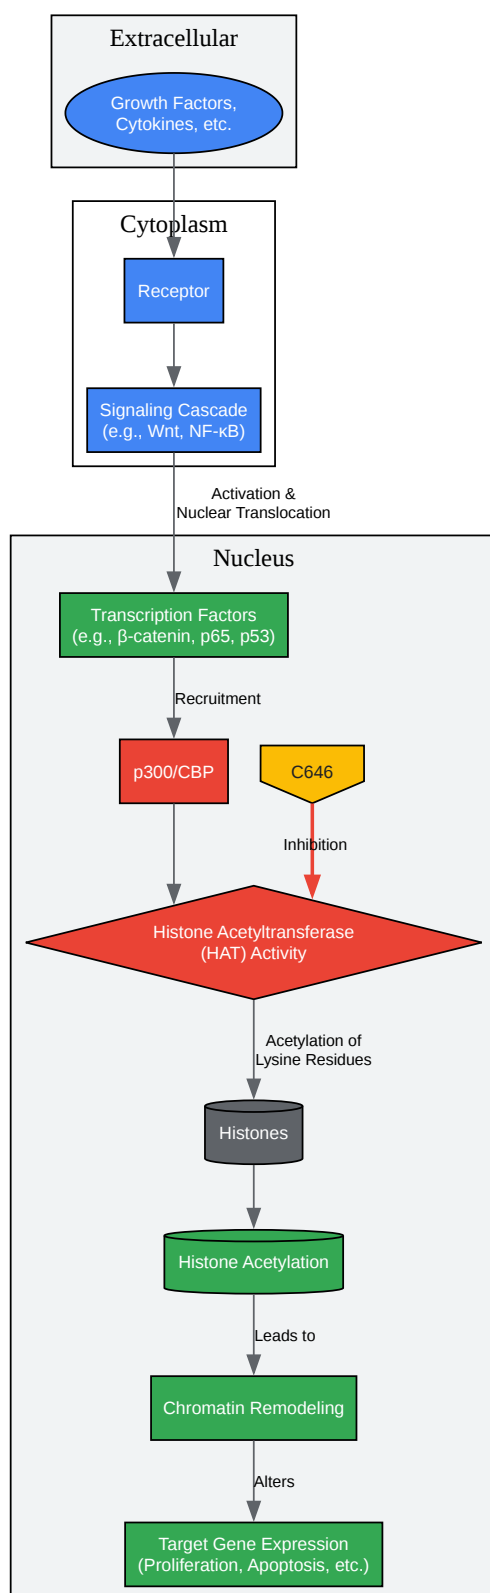 Extracellular
Growth Factors,
Cytokines, etc.
Cytoplasm
Receptor
Signaling Cascade
(e.g., Wnt, NF-κB)
Activation &
Nuclear Translocation
Nucleus
Transcription Factors
(e.g., β-catenin, p65, p53)
Recruitment
p300/CBP
C646
Inhibition
Histone Acetyltransferase
(HAT) Activity
Acetylation of
Lysine Residues
Histones
Histone Acetylation
Leads to
Chromatin Remodeling
Alters
Target Gene Expression
(Proliferation, Apoptosis, etc.)